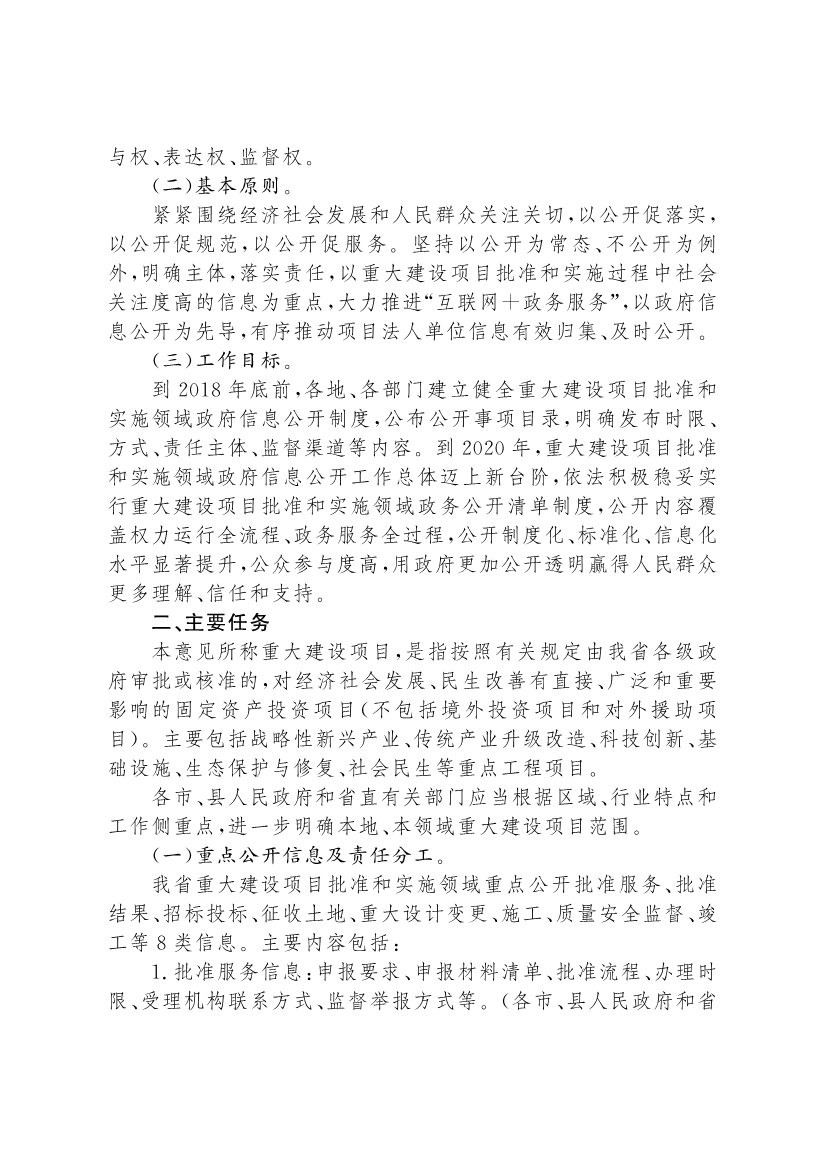 与权、表达权、监督权。
(二)基本原则。
紧紧围绕经济社会发展和人民群众关注关切,以公开促落实,
以公开促规范,以公开促服务。坚持以公开为常态、不公开为例
外,明确主体,落实责任,以重大建设项目批准和实施过程中社会
关注度高的信息为重点,大力推进“互联网＋政务服务”,以政府信
息公开为先导,有序推动项目法人单位信息有效归集、及时公开。
(三)工作目标。
到 2018 年底前,各地、各部门建立健全重大建设项目批准和
实施领域政府信息公开制度,公布公开事项目录,明确发布时限、
方式、责任主体、监督渠道等内容。到 2020 年,重大建设项目批准
和实施领域政府信息公开工作总体迈上新台阶,依法积极稳妥实
行重大建设项目批准和实施领域政务公开清单制度,公开内容覆
盖权力运行全流程、政务服务全过程,公开制度化、标准化、信息化
水平显著提升,公众参与度高,用政府更加公开透明赢得人民群众
更多理解、信任和支持。
二、主要任务
本意见所称重大建设项目,是指按照有关规定由我省各级政
府审批或核准的,对经济社会发展、民生改善有直接、广泛和重要
影响的固定资产投资项目(不包括境外投资项目和对外援助项
目)。主要包括战略性新兴产业、传统产业升级改造、科技创新、基
础设施、生态保护与修复、社会民生等重点工程项目。
各市、县人民政府和省直有关部门应当根据区域、行业特点和
工作侧重点,进一步明确本地、本领域重大建设项目范围。
(一)重点公开信息及责任分工。
我省重大建设项目批准和实施领域重点公开批准服务、批准
结果、招标投标、征收土地、重大设计变更、施工、质量安全监督、竣
工等 8 类信息。主要内容包括:
1. 批准服务信息:申报要求、申报材料清单、批准流程、办理时
限、受理机构联系方式、监督举报方式等。(各市、县人民政府和省